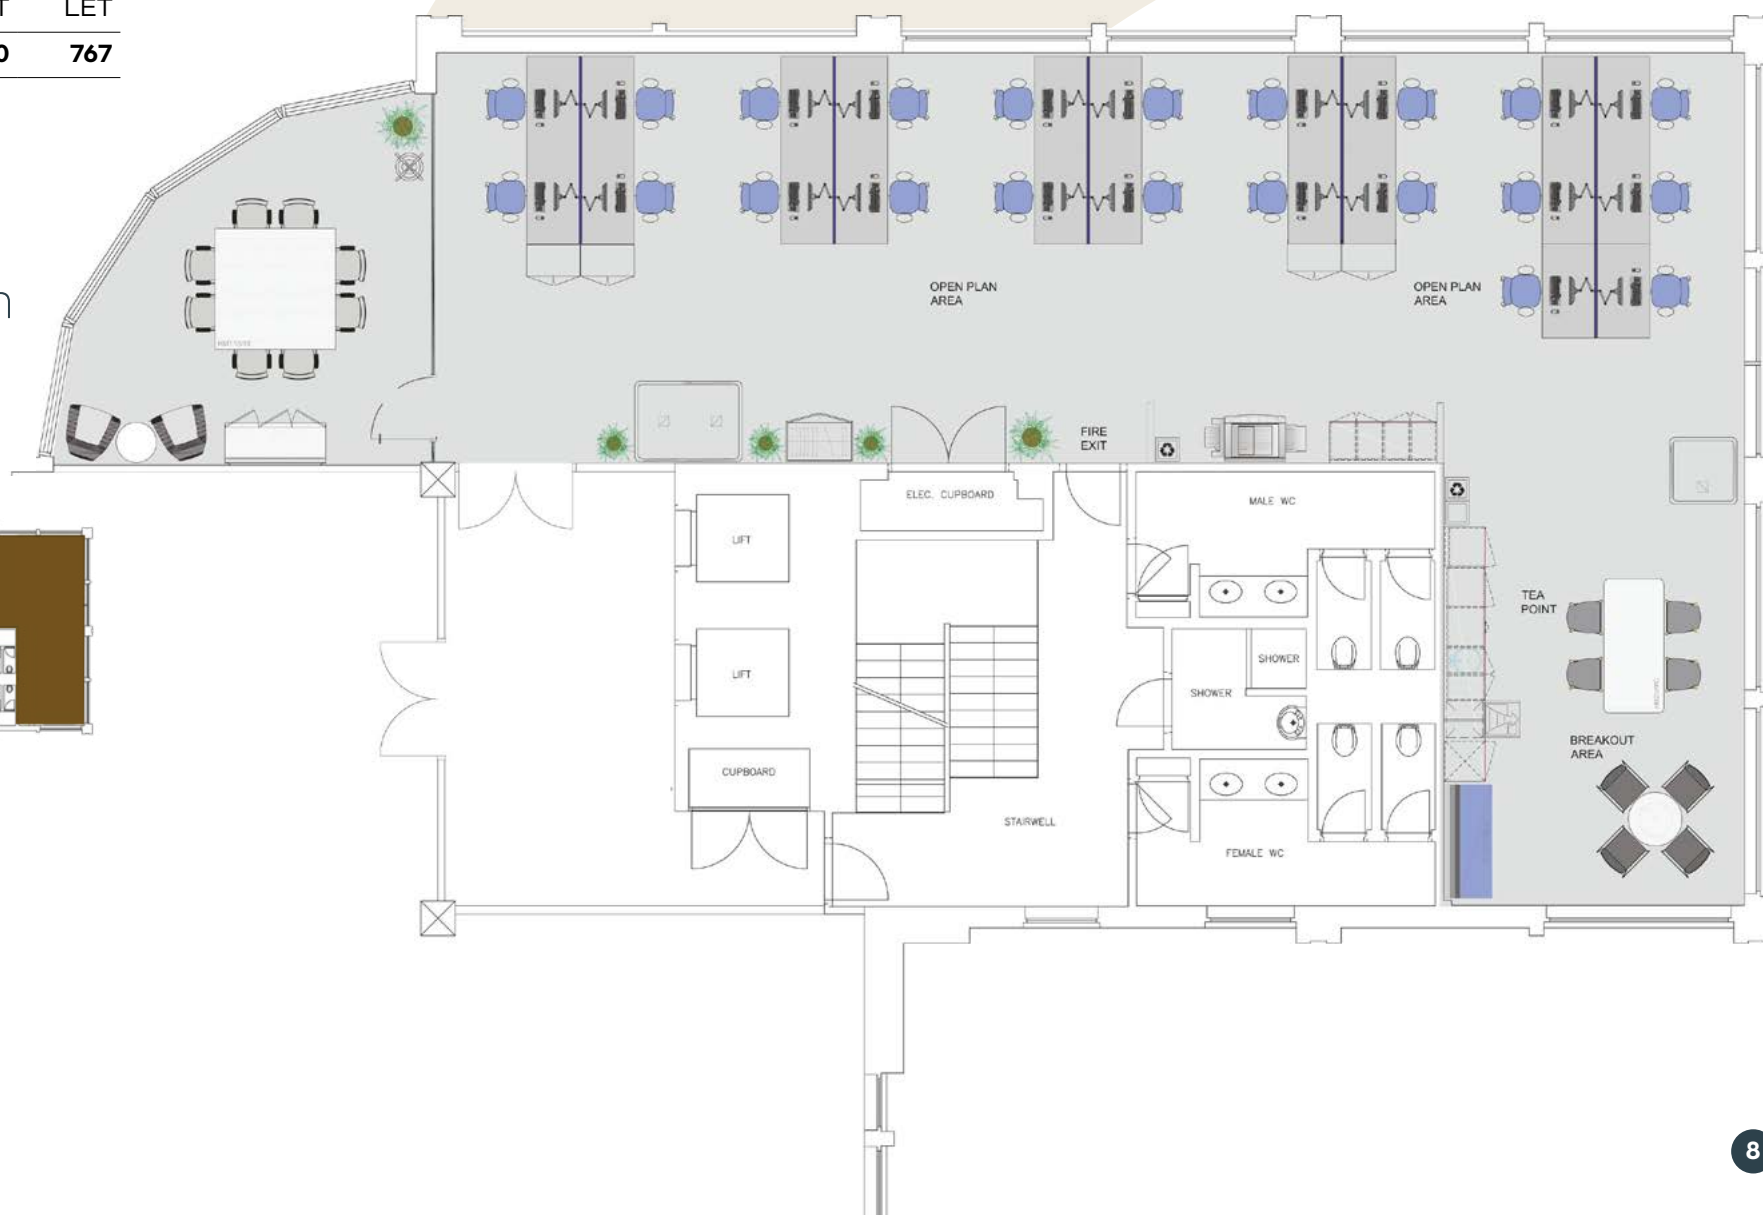 T LET
0 767
n
OPEN PLAN
AREA
OPEN PLAN
AREA
FIRE
EXIT
ELEC. CUPBOARD
MALE WC
LIFT
TEA
POINT
LIFT
SHOWER
SHOWER
BREAKOUT
AREA
CUPBOARD
STAIRWELL
FEMALE WC
8